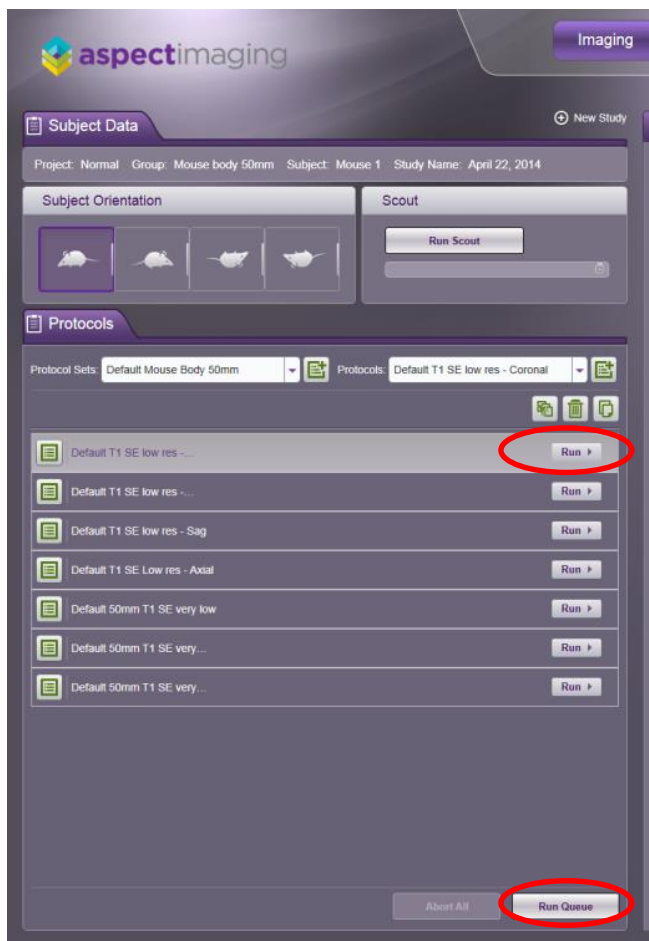 aspectimaging
Imaging
Subject Data
New Study
Project: Normal Group: Mouse body 50mm Subject: Mouse 1 Study Name: April 22, 2014
Subject Orientation
Scout
Run Scout
Protocols
Protocol Sets: Default Mouse Body 50mm Protocols: Default T1 SE low res - Coronal
Default T1 SE low res -... Run
Default T1 SE low res -... Run
Default T1 SE low res - Sag Run
Default T1 SE Low res - Axial Run
Default 50mm T1 SE very low Run
Default 50mm T1 SE very... Run
Default 50mm T1 SE very... Run
Abort All Run Queue